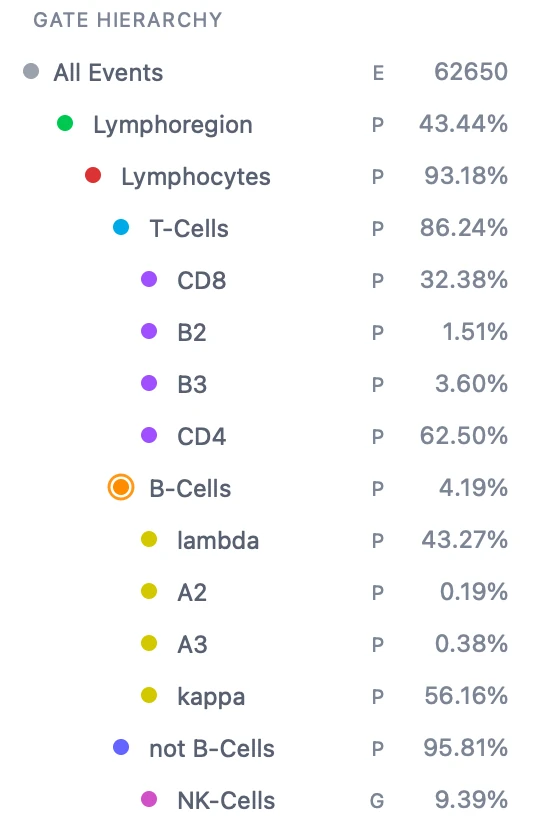 GATE HIERARCHY
All Events E 62650
Lymphoregion P 43.44%
Lymphocytes P 93.18%
T-Cells P 86.24%
CD8 P 32.38%
B2 P 1.51%
B3 P 3.60%
CD4 P 62.50%
B-Cells P 4.19%
lambda P 43.27%
A2 P 0.19%
A3 P 0.38%
kappa P 56.16%
not B-Cells P 95.81%
NK-Cells G 9.39%